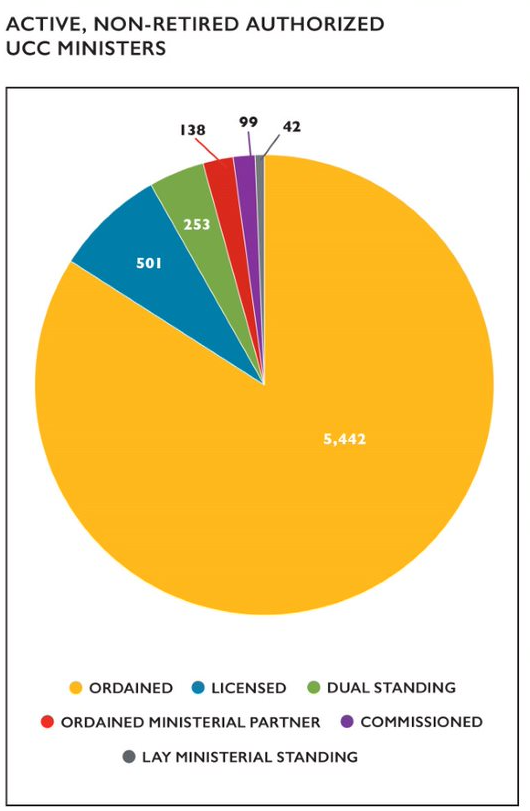 ACTIVE, NON-RETIRED AUTHORIZED
UCC MINISTERS
138
99
42
253
501
5,442
ORDAINED LICENSED DUAL STANDING
ORDAINED MINISTERIAL PARTNER COMMISSIONED
LAY MINISTERIAL STANDING